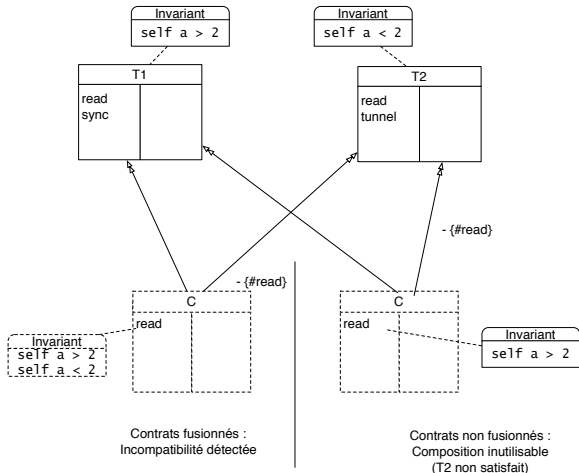 Invariant
self a > 2
Invariant
self a < 2
T1
read
sync
T2
read
tunnel
- {#read}
- {#read}
C
read
Invariant
self a > 2
self a < 2
C
read
Invariant
self a > 2
Contrats fusionnés :
Incompatibilité détectée
Contrats non fusionnés :
Composition inutilisable
(T2 non satisfait)